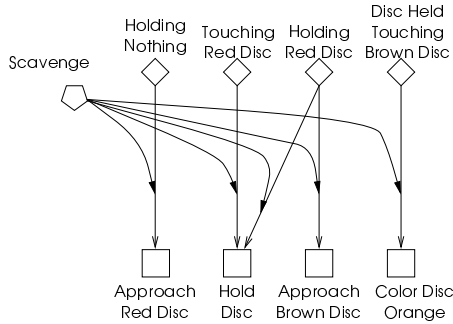 Holding
Nothing
Touching
Red Disc
Holding
Red Disc
Disc Held
Touching
Brown Disc
Scavenge
Approach
Red Disc
Hold
Disc
Approach
Brown Disc
Color Disc
Orange